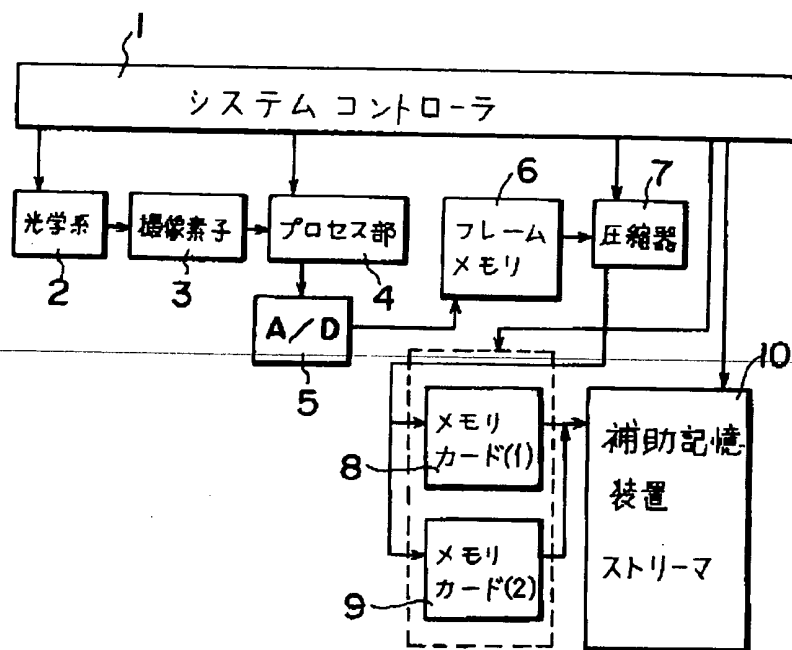 1
システムコントローラ
光学系
2
撮像素子
3
プロセス部
4
A/D
5
6
フレーム
メモリ
7
圧縮器
メモリ
カード(1)
8
メモリ
カード(2)
9
10
補助記憶
装置
ストリーマ